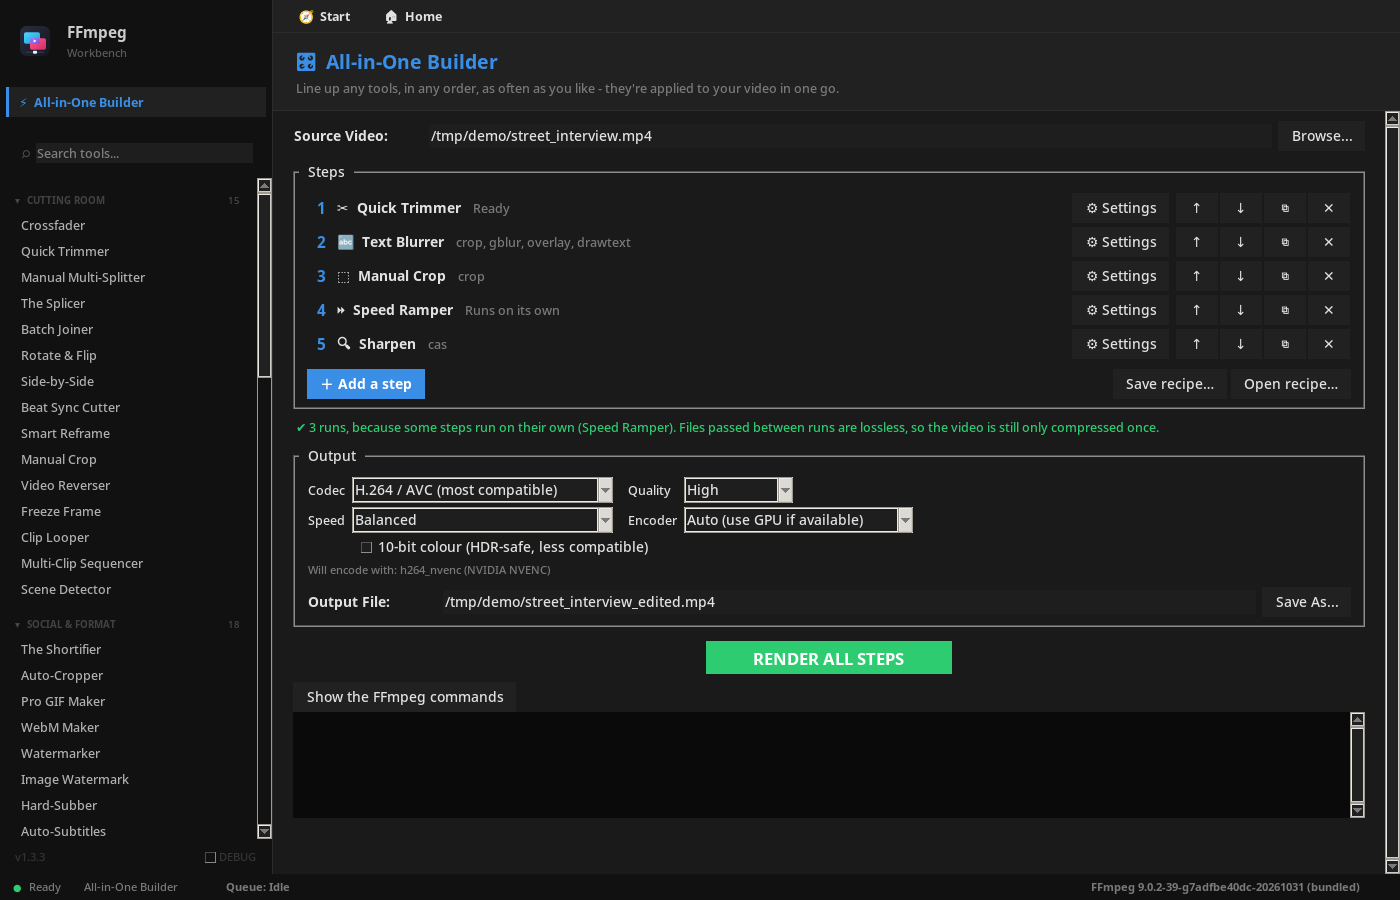 FFmpeg
Workbench
⚡ All-in-One Builder
Search tools...
▾ CUTTING ROOM 15
Crossfader
Quick Trimmer
Manual Multi-Splitter
The Splicer
Batch Joiner
Rotate & Flip
Side-by-Side
Beat Sync Cutter
Smart Reframe
Manual Crop
Video Reverser
Freeze Frame
Clip Looper
Multi-Clip Sequencer
Scene Detector
▾ SOCIAL & FORMAT 18
The Shortifier
Auto-Cropper
Pro GIF Maker
WebM Maker
Watermarker
Image Watermark
Hard-Subber
Auto-Subtitles
v1.3.3 DEBUG
Start Home
All-in-One Builder
Line up any tools, in any order, as often as you like - they're applied to your video in one go.
Source Video: /tmp/demo/street_interview.mp4 Browse...
Steps
1 ✂ Quick Trimmer Ready ⚙ Settings ↑ ↓ ⧉ ✕
2 🔤 Text Blurrer crop, gblur, overlay, drawtext ⚙ Settings ↑ ↓ ⧉ ✕
3 ⬚ Manual Crop crop ⚙ Settings ↑ ↓ ⧉ ✕
4 ⏩ Speed Ramper Runs on its own ⚙ Settings ↑ ↓ ⧉ ✕
5 🔍 Sharpen cas ⚙ Settings ↑ ↓ ⧉ ✕
+ Add a step Save recipe... Open recipe...
✔ 3 runs, because some steps run on their own (Speed Ramper). Files passed between runs are lossless, so the video is still only compressed once.
Output
Codec H.264 / AVC (most compatible) Quality High
Speed Balanced Encoder Auto (use GPU if available)
10-bit colour (HDR-safe, less compatible)
Will encode with: h264_nvenc (NVIDIA NVENC)
Output File: /tmp/demo/street_interview_edited.mp4 Save As...
RENDER ALL STEPS
Show the FFmpeg commands
● Ready All-in-One Builder Queue: Idle FFmpeg 9.0.2-39-g7adfbe40dc-20261031 (bundled)